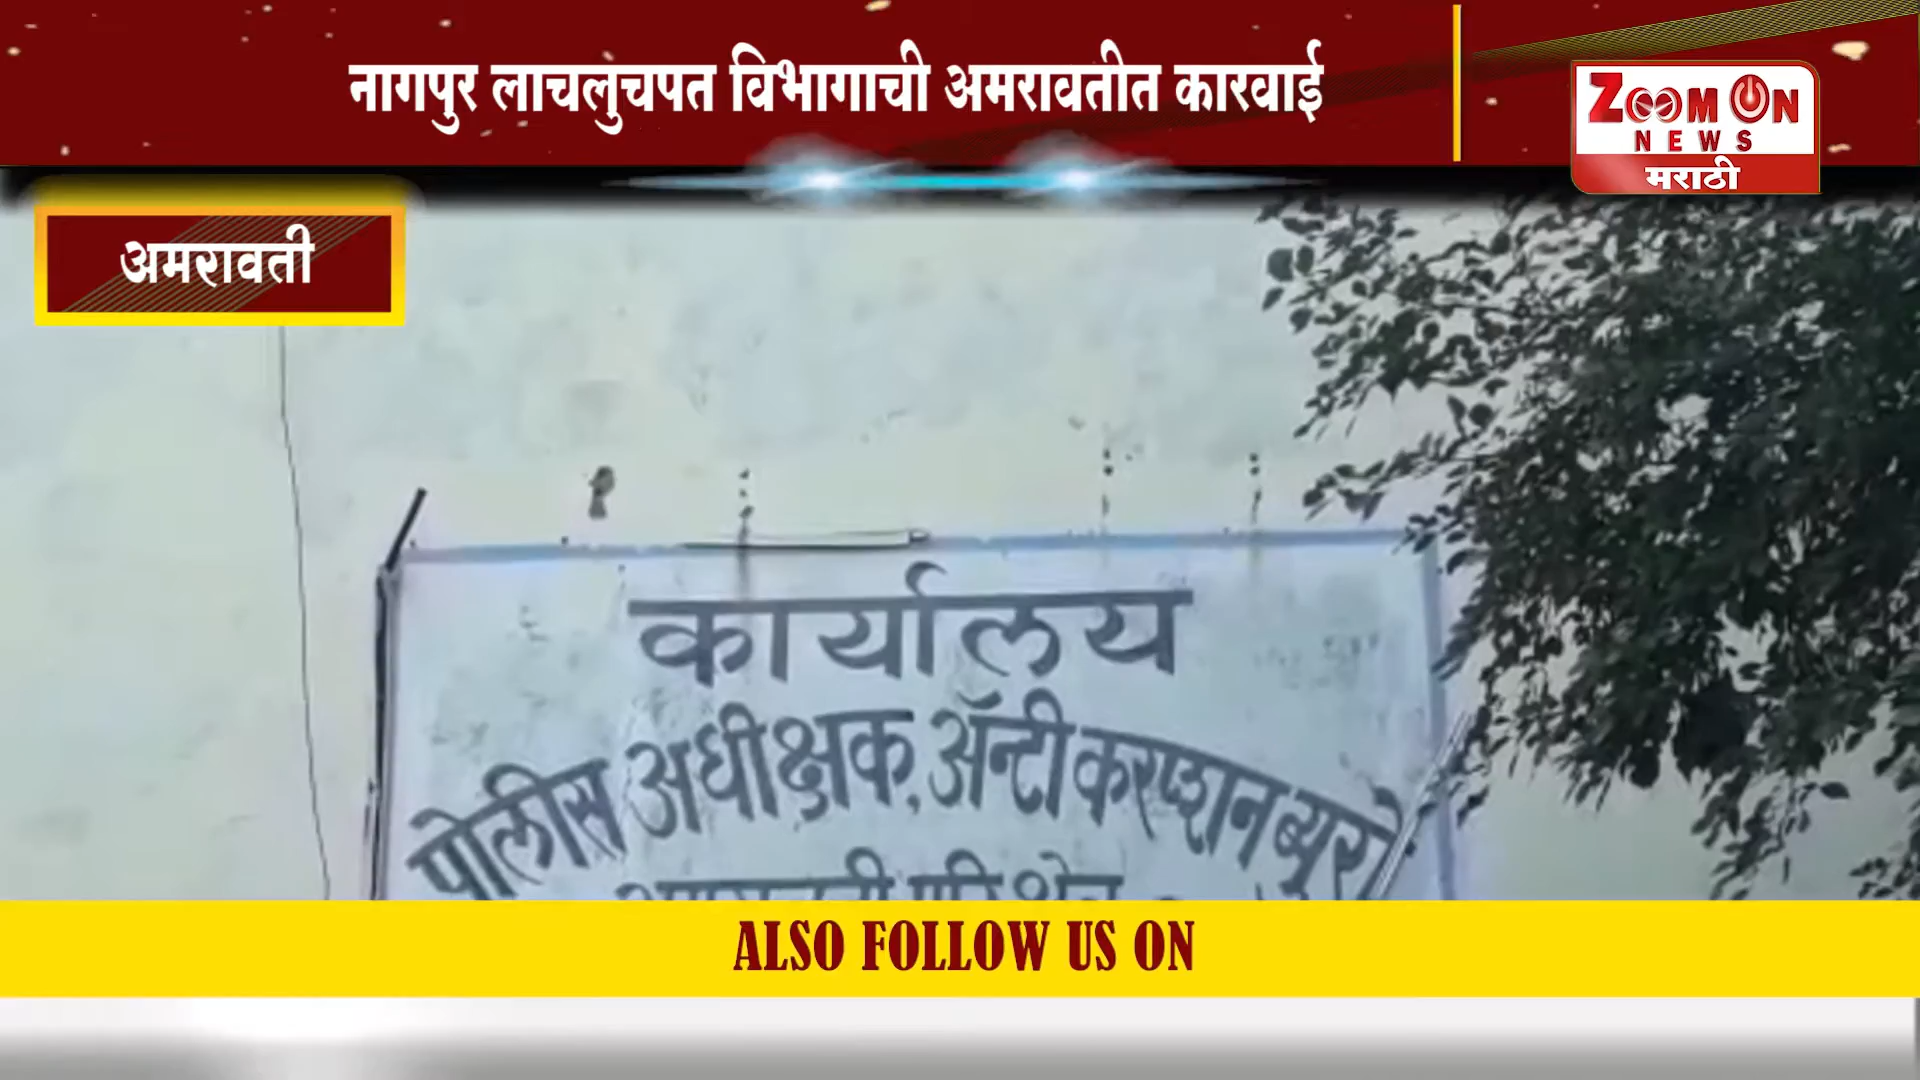 नागपुर लाचलुचपत विभागाची अमरावतीत कारवाई
ZOOM ON
NEWS
मराठी
अमरावती
कार्यालय
पोलीस अधीक्षक, ॲन्टी करप्शन ब्युरो
ALSO FOLLOW US ON